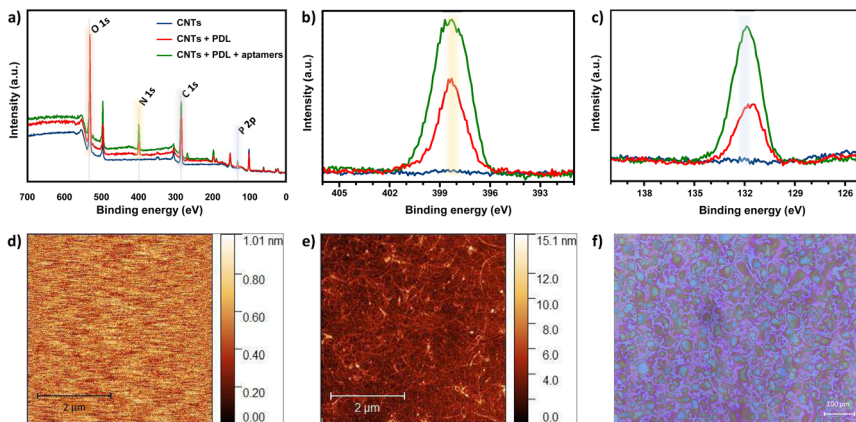 a)
O 1s
N 1s
C 1s
P 2p
CNTs
CNTs + PDL
CNTs + PDL + aptamers
Intensity (a.u.)
700 600 500 400 300 200 100 0
Binding energy (eV)
b)
Intensity (a.u.)
405 402 399 396 393
Binding energy (eV)
c)
Intensity (a.u.)
138 135 132 129 126
Binding energy (eV)
d)
2 µm
1.01 nm
0.80
0.60
0.40
0.20
0.00
e)
2 µm
15.1 nm
12.0
10.0
8.0
6.0
4.0
2.0
0.0
f)
100 µm